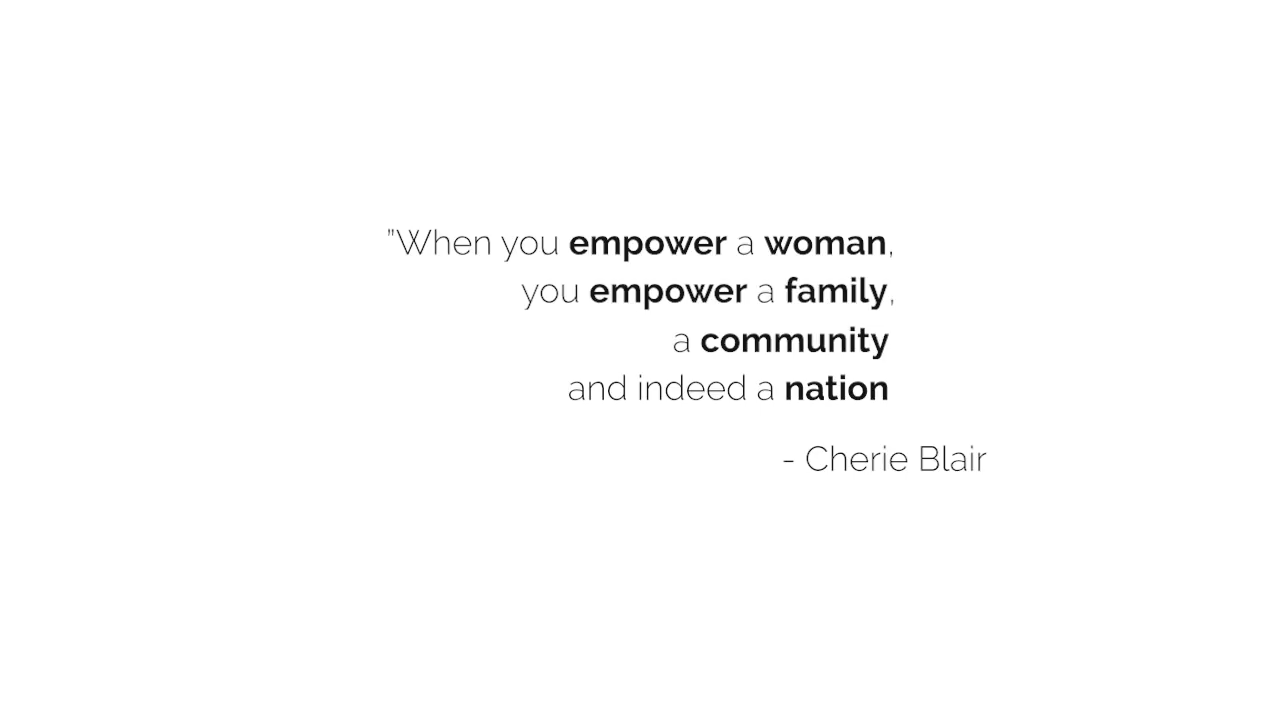 ”When you empower a woman,
you empower a family,
a community
and indeed a nation
- Cherie Blair